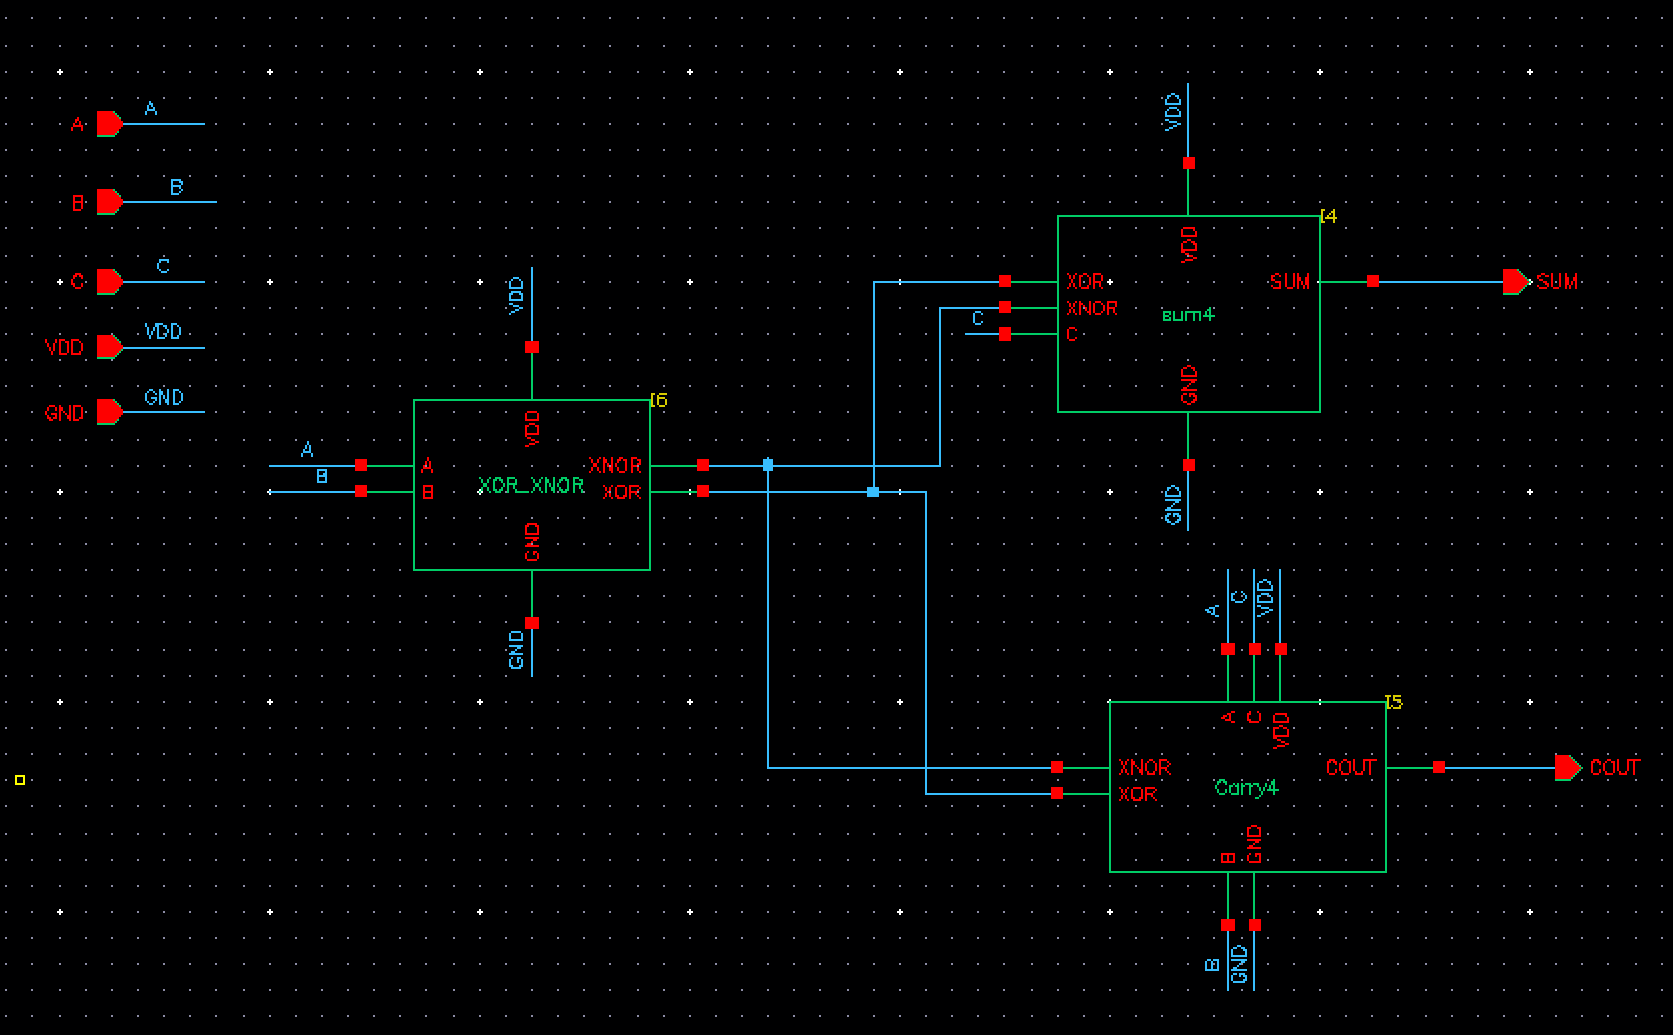 A
A
B
B
C
C
VDD
VDD
GND
GND
VDD
I6
VDD
A
A
B
B
XNOR
XOR
XOR_XNOR
GND
GND
VDD
I4
VDD
XOR
XNOR
C
C
SUM
SUM
sum4
GND
GND
A
C
VDD
I5
A
C
VDD
XNOR
XOR
COUT
COUT
Carry4
B
GND
B
GND